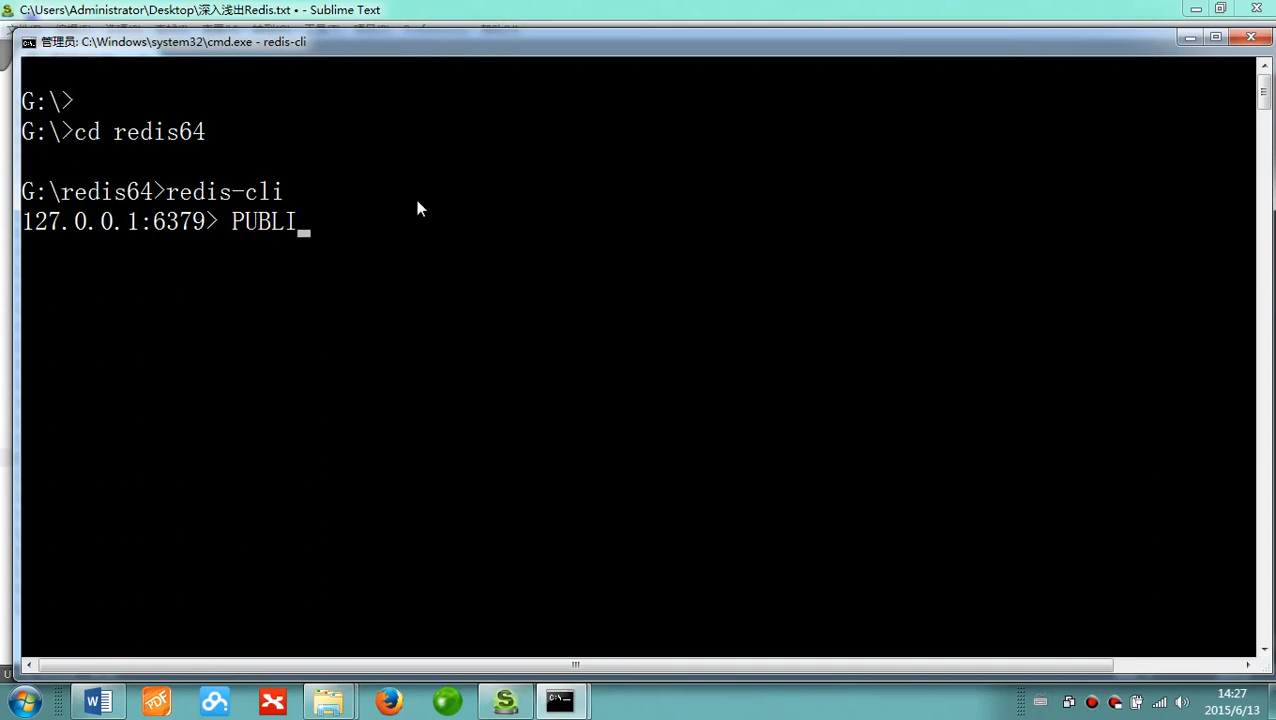 C:\Users\Administrator\Desktop\深入浅出Redis.txt • - Sublime Text
管理员: C:\Windows\system32\cmd.exe - redis-cli
G:\>
G:\>cd redis64
G:\redis64>redis-cli
127.0.0.1:6379> PUBLI
14:27
2015/6/13